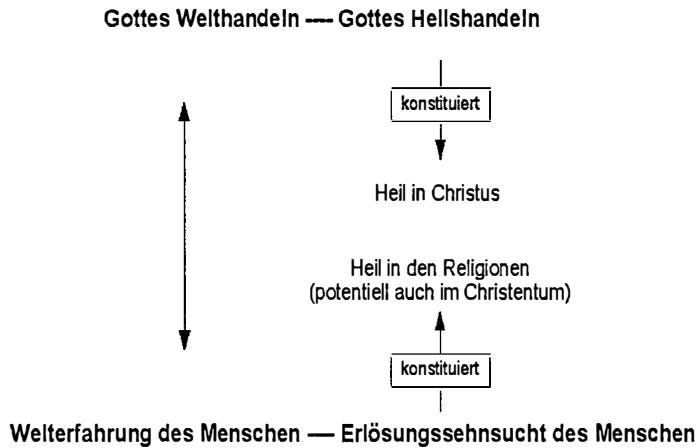 Gottes Welthandeln — Gottes Heilshandeln
konstituiert
Heil in Christus
Heil in den Religionen
(potentiell auch im Christentum)
konstituiert
Welterfahrung des Menschen — Erlösungssehnsucht des Menschen